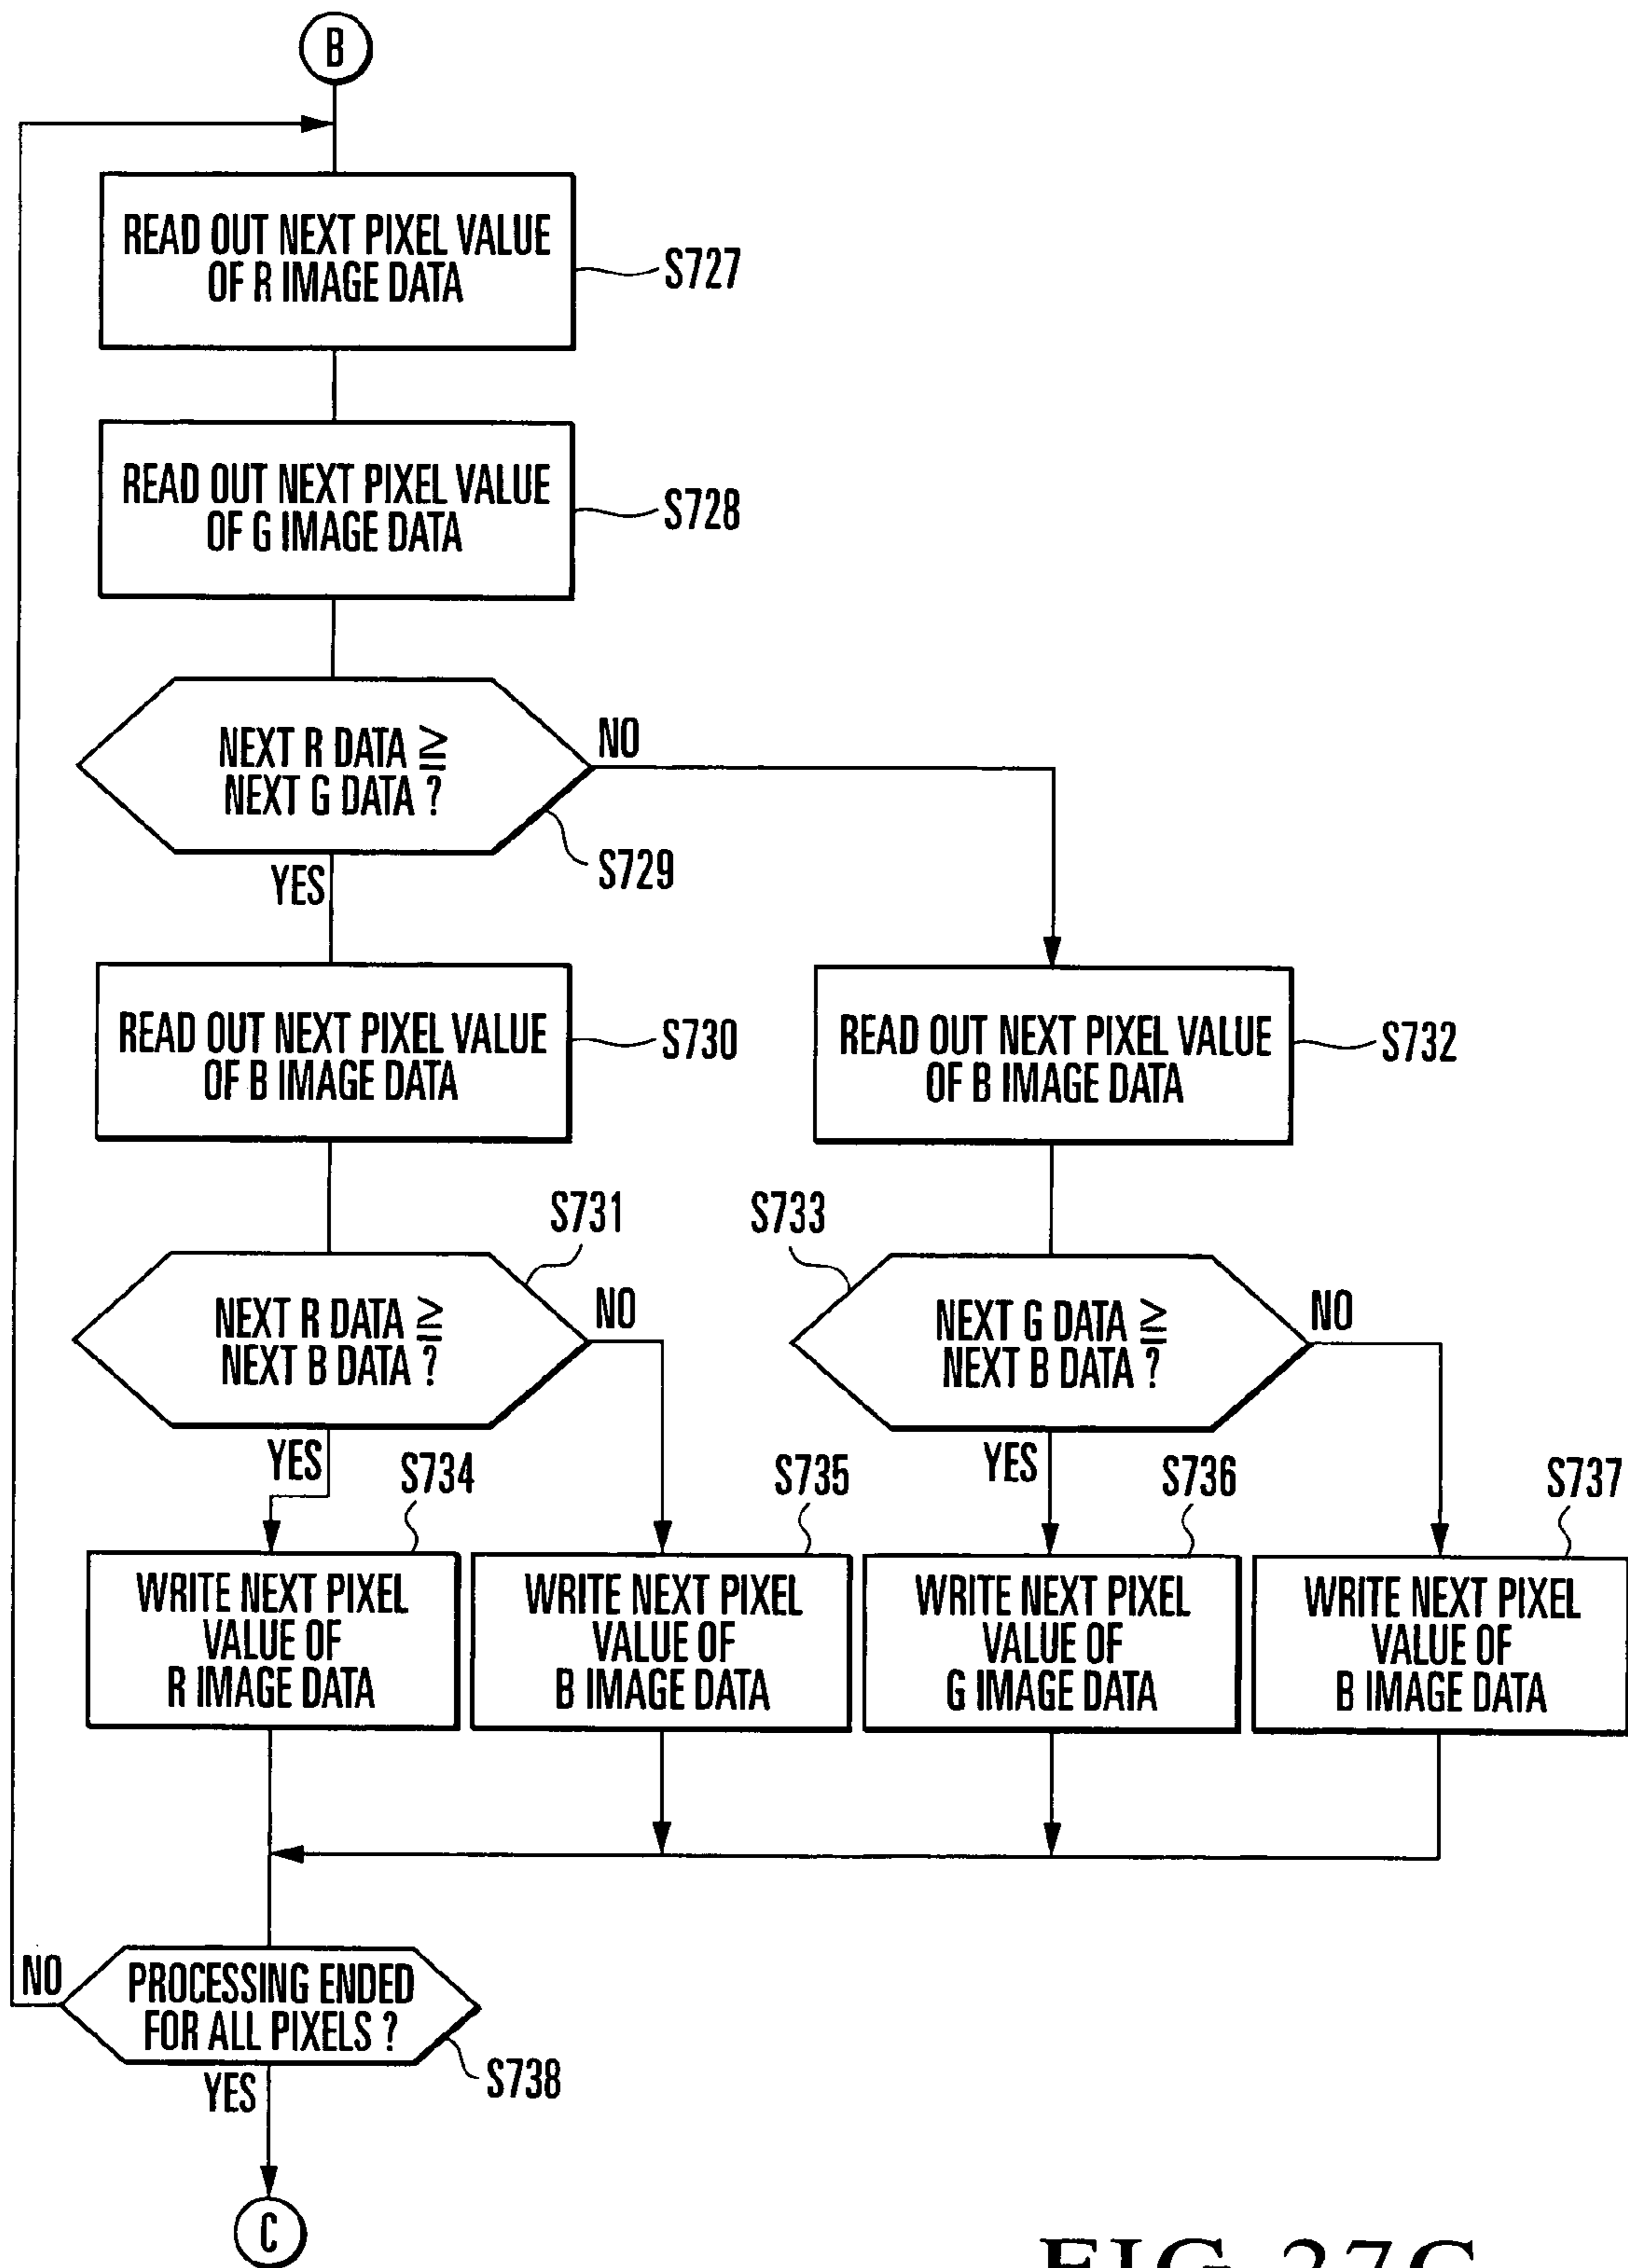 B
READ OUT NEXT PIXEL VALUE
OF R IMAGE DATA
S727
READ OUT NEXT PIXEL VALUE
OF G IMAGE DATA
S728
NEXT R DATA ≧
NEXT G DATA ?
NO
S729
YES
READ OUT NEXT PIXEL VALUE
OF B IMAGE DATA
S730
READ OUT NEXT PIXEL VALUE
OF B IMAGE DATA
S732
S731
NEXT R DATA ≧
NEXT B DATA ?
NO
YES
S733
NEXT G DATA ≧
NEXT B DATA ?
NO
YES
S734
WRITE NEXT PIXEL
VALUE OF
R IMAGE DATA
S735
WRITE NEXT PIXEL
VALUE OF
B IMAGE DATA
S736
WRITE NEXT PIXEL
VALUE OF
G IMAGE DATA
S737
WRITE NEXT PIXEL
VALUE OF
B IMAGE DATA
NO
PROCESSING ENDED
FOR ALL PIXELS ?
S738
YES
C
FIG. 27C